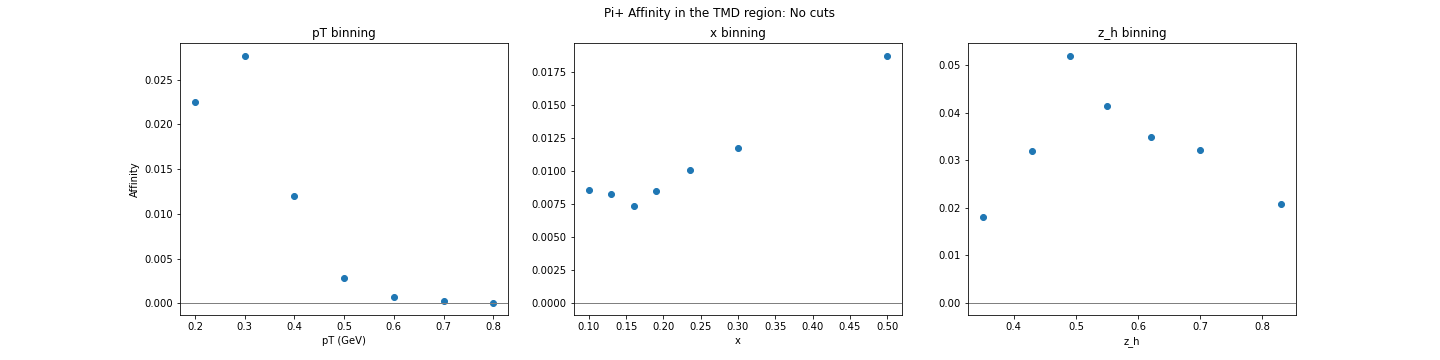 Pi+ Affinity in the TMD region: No cuts
pT binning
Affinity
0.025
0.020
0.015
0.010
0.005
0.000
0.2 0.3 0.4 0.5 0.6 0.7 0.8
pT (GeV)
x binning
0.0175
0.0150
0.0125
0.0100
0.0075
0.0050
0.0025
0.0000
0.10 0.15 0.20 0.25 0.30 0.35 0.40 0.45 0.50
x
z_h binning
0.05
0.04
0.03
0.02
0.01
0.00
0.4 0.5 0.6 0.7 0.8
z_h